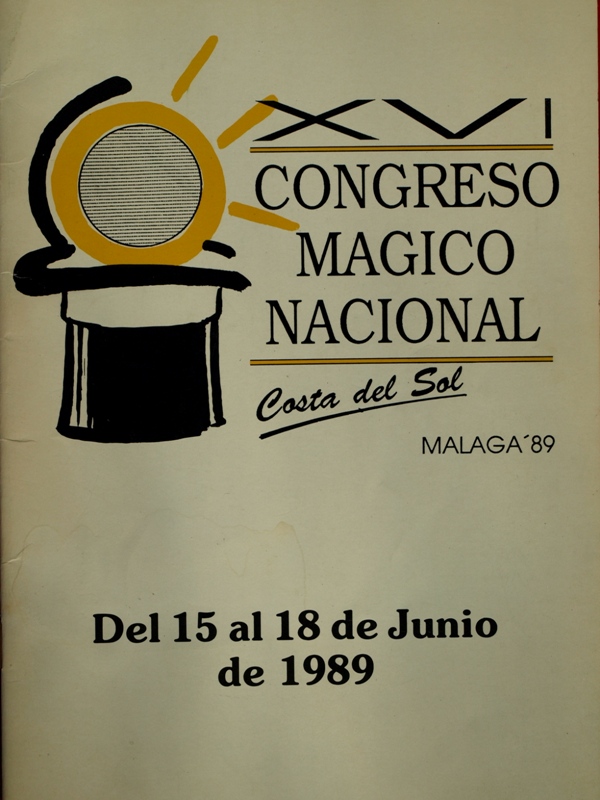 XVI
CONGRESO
MAGICO
NACIONAL
Costa del Sol
MALAGA´89
Del 15 al 18 de Junio
de 1989